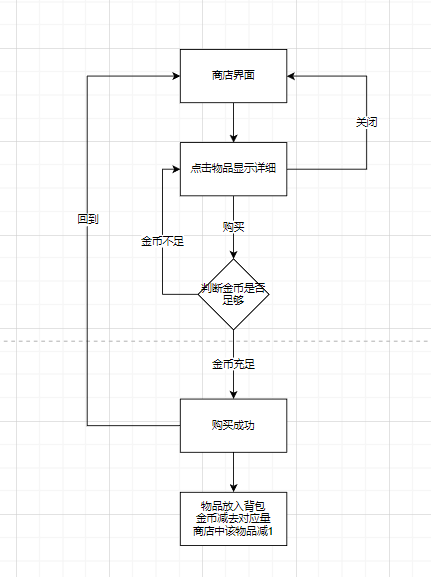 商店界面
关闭
点击物品显示详细
回到
购买
金币不足
判断金币是否
足够
金币充足
购买成功
物品放入背包
金币减去对应量
商店中该物品减1